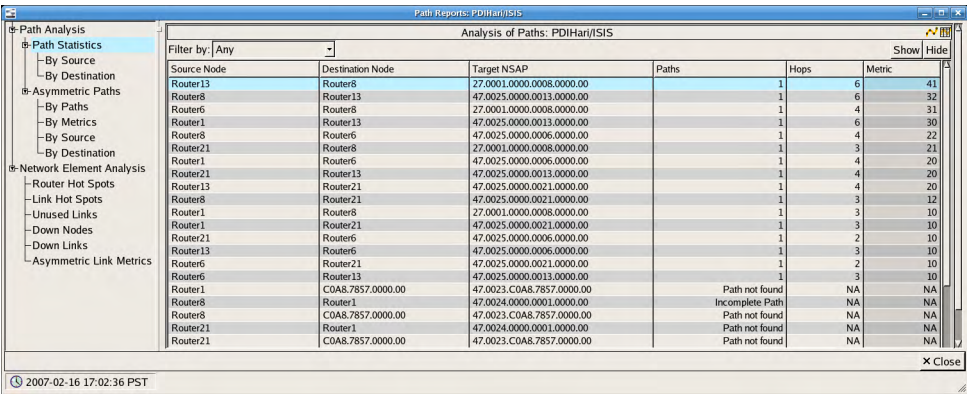 Path Reports: PDIHari/ISIS
Path Analysis
Path Statistics
By Source
By Destination
Asymmetric Paths
By Paths
By Metrics
By Source
By Destination
Network Element Analysis
Router Hot Spots
Link Hot Spots
Unused Links
Down Nodes
Down Links
Asymmetric Link Metrics
Analysis of Paths: PDIHari/ISIS
Filter by: Any Show Hide
Source Node Destination Node Target NSAP Paths Hops Metric
Router13 Router8 27.0001.0000.0008.0000.00 1 6 41
Router8 Router13 47.0025.0000.0013.0000.00 1 6 32
Router6 Router8 27.0001.0000.0008.0000.00 1 4 31
Router1 Router13 47.0025.0000.0013.0000.00 1 6 30
Router8 Router6 47.0025.0000.0006.0000.00 1 4 22
Router21 Router8 27.0001.0000.0008.0000.00 1 3 21
Router1 Router6 47.0025.0000.0006.0000.00 1 4 20
Router21 Router13 47.0025.0000.0013.0000.00 1 4 20
Router13 Router21 47.0025.0000.0021.0000.00 1 4 20
Router8 Router21 47.0025.0000.0021.0000.00 1 3 12
Router1 Router8 27.0001.0000.0008.0000.00 1 3 10
Router1 Router21 47.0025.0000.0021.0000.00 1 3 10
Router21 Router6 47.0025.0000.0006.0000.00 1 2 10
Router13 Router6 47.0025.0000.0006.0000.00 1 3 10
Router6 Router21 47.0025.0000.0021.0000.00 1 2 10
Router6 Router13 47.0025.0000.0013.0000.00 1 3 10
Router1 C0A8.7857.0000.00 47.0023.C0A8.7857.0000.00 Path not found NA NA
Router8 Router1 47.0024.0000.0001.0000.00 Incomplete Path NA NA
Router8 C0A8.7857.0000.00 47.0023.C0A8.7857.0000.00 Path not found NA NA
Router21 Router1 47.0024.0000.0001.0000.00 Path not found NA NA
Router21 C0A8.7857.0000.00 47.0023.C0A8.7857.0000.00 Path not found NA NA
Close
2007-02-16 17:02:36 PST